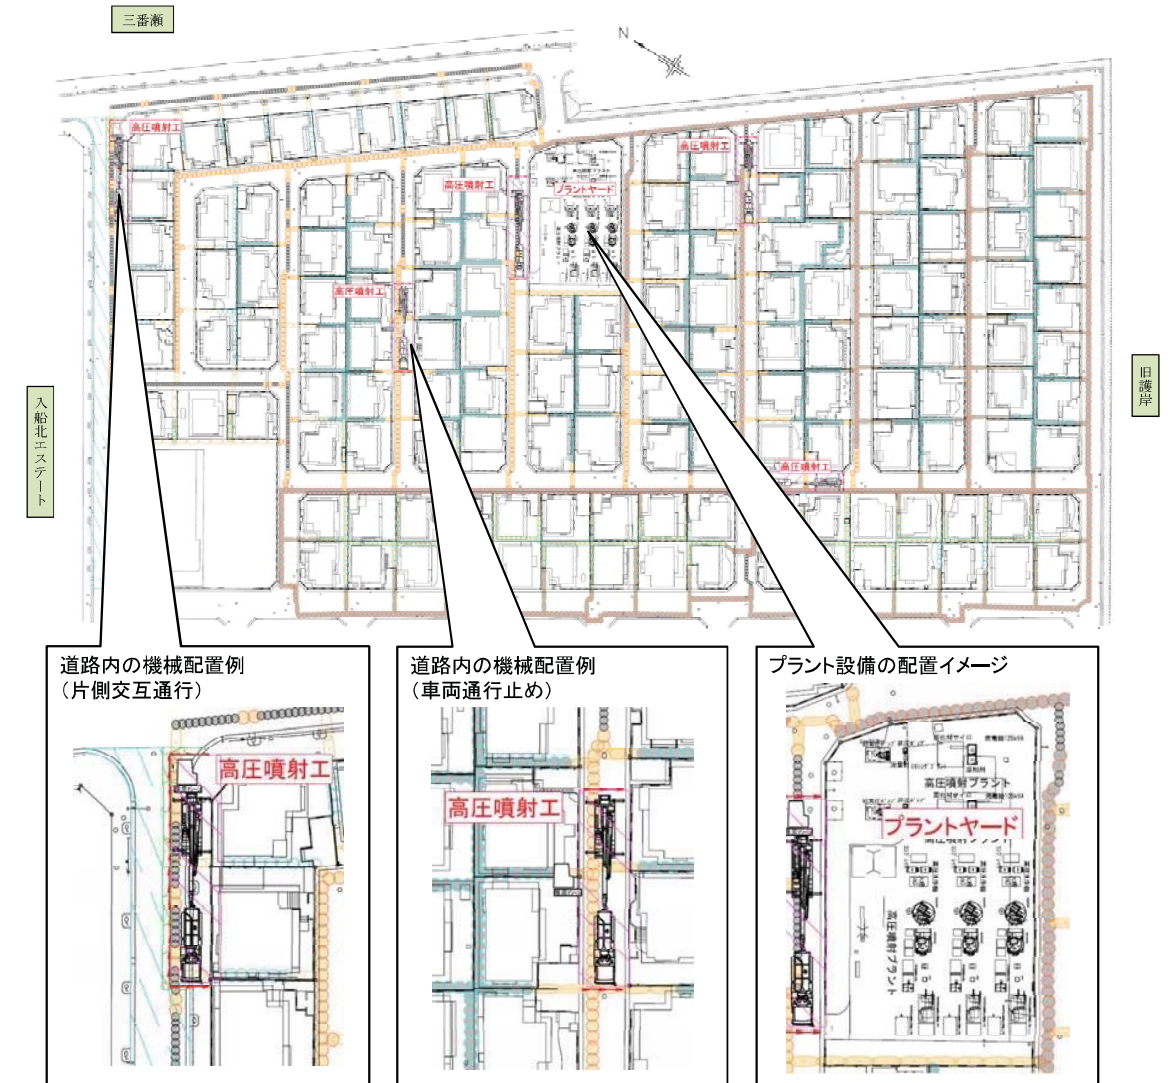 三番瀬
N
高圧噴射工
高圧噴射工
高圧噴射工
プラントヤード
高圧噴射工
高圧噴射工
旧護岸
入船北エステート
道路内の機械配置例
（片側交互通行）
高圧噴射工
道路内の機械配置例
（車両通行止め）
高圧噴射工
プラント設備の配置イメージ
高圧噴射プラント
プラントヤード
高圧噴射プラント